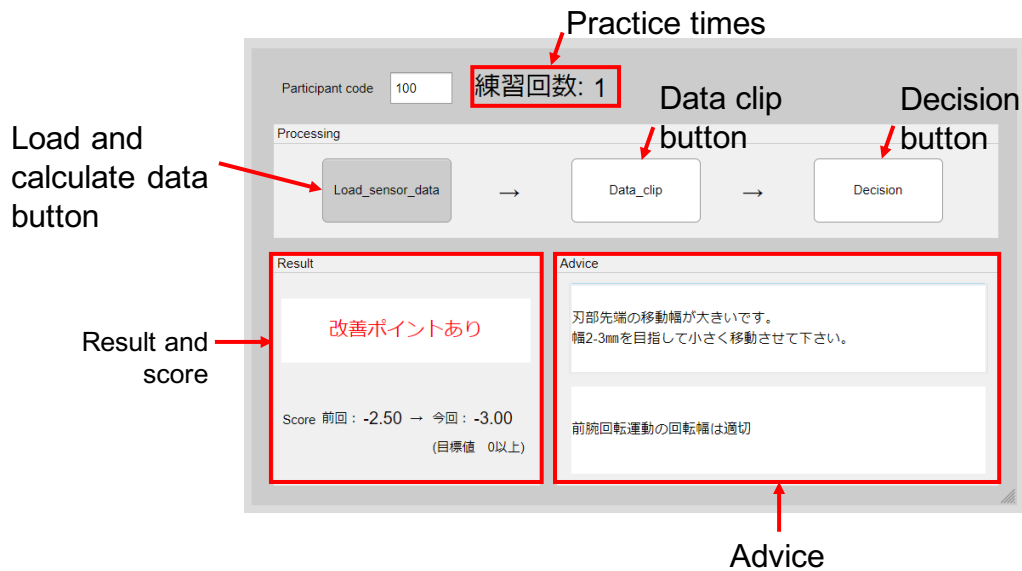 Practice times
Participant code 100 練習回数: 1
Data clip
button
Decision
button
Load and
calculate data
button
Processing
Load_sensor_data → Data_clip → Decision
Result
改善ポイントあり
Score 前回： -2.50 → 今回： -3.00
(目標値 0以上)
Result and
score
Advice
刃部先端の移動幅が大きいです。
幅2-3㎜を目指して小さく移動させて下さい。
前腕回転運動の回転幅は適切
Advice